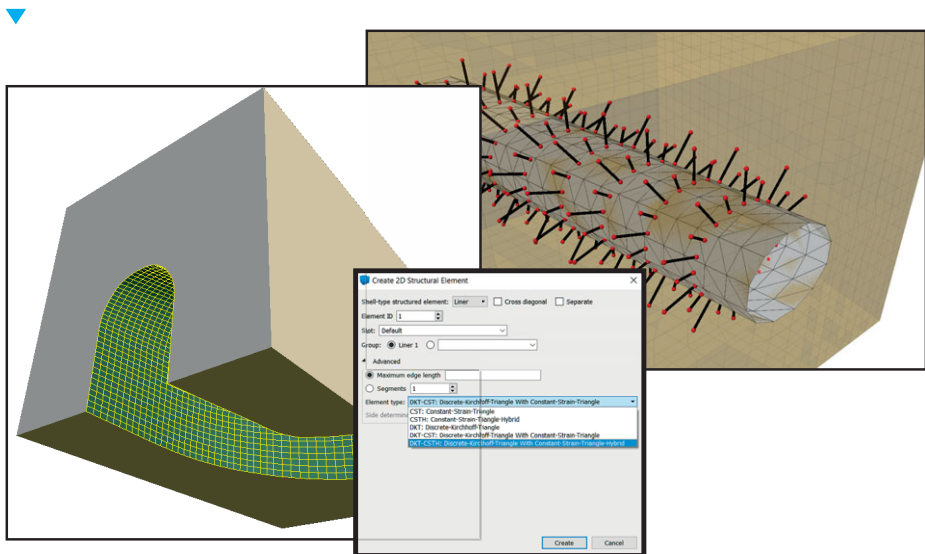 Create 2D Structural Element
Shell-type structured element: Liner Cross diagonal Separate
Element ID 1
Slot: Default
Group: Liner 1
Advanced
Maximum edge length
Segments 1
Element type: DKT-CST: Discrete-Kirchhoff-Triangle With Constant-Strain-Triangle
Side determin
CST: Constant-Strain-Triangle
CSTH: Constant-Strain-Triangle-Hybrid
DKT: Discrete-Kirchhoff-Triangle
DKT-CST: Discrete-Kirchhoff-Triangle With Constant-Strain-Triangle
DKT-CSTH: Discrete-Kirchhoff-Triangle With Constant-Strain-Triangle-Hybrid
Create Cancel